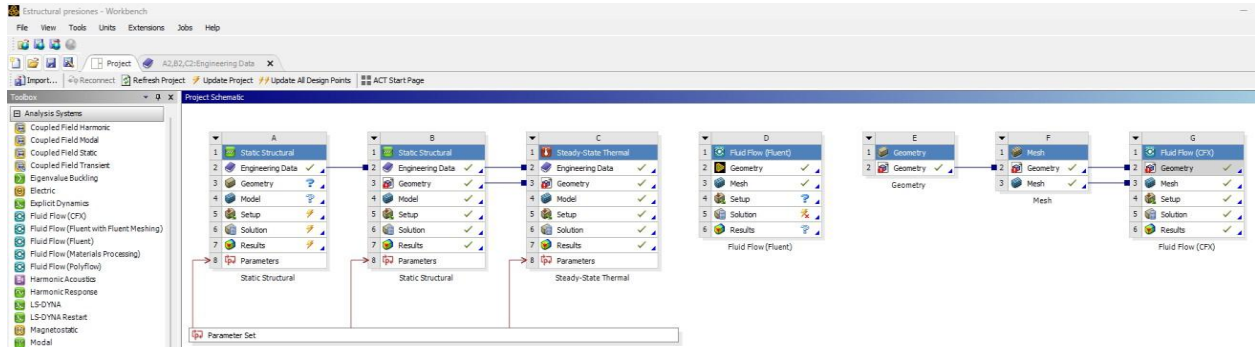 Estructural presiones - Workbench
File View Tools Units Extensions Jobs Help
Project A2,B2,C2:Engineering Data
Import... Reconnect Refresh Project Update Project Update All Design Points ACT Start Page
Toolbox
Project Schematic
Analysis Systems
Coupled Field Harmonic
Coupled Field Modal
Coupled Field Static
Coupled Field Transient
Eigenvalue Buckling
Electric
Explicit Dynamics
Fluid Flow (CFX)
Fluid Flow (Fluent with Fluent Meshing)
Fluid Flow (Fluent)
Fluid Flow (Materials Processing)
Fluid Flow (Polyflow)
Harmonic Acoustics
Harmonic Response
LS-DYNA
LS-DYNA Restart
Magnetostatic
Modal
A
1 Static Structural
2 Engineering Data
3 Geometry ?
4 Model ?
5 Setup
6 Solution
7 Results
8 Parameters
Static Structural
B
1 Static Structural
2 Engineering Data
3 Geometry
4 Model
5 Setup
6 Solution
7 Results
8 Parameters
Static Structural
C
1 Steady-State Thermal
2 Engineering Data
3 Geometry
4 Model
5 Setup
6 Solution
7 Results
8 Parameters
Steady-State Thermal
D
1 Fluid Flow (Fluent)
2 Geometry
3 Mesh
4 Setup ?
5 Solution
6 Results ?
Fluid Flow (Fluent)
E
1 Geometry
2 Geometry
Geometry
F
1 Mesh
2 Geometry
3 Mesh
Mesh
G
1 Fluid Flow (CFX)
2 Geometry
3 Mesh
4 Setup
5 Solution
6 Results
Fluid Flow (CFX)
Parameter Set